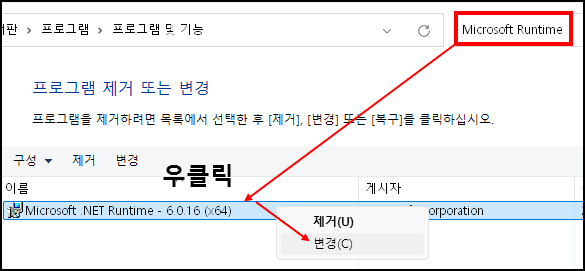 어판 > 프로그램 > 프로그램 및 기능
Microsoft Runtime
프로그램 제거 또는 변경
프로그램을 제거하려면 목록에서 선택한 후 [제거], [변경] 또는 [복구]를 클릭하십시오.
구성 제거 변경
우클릭
이름 게시자
Microsoft .NET Runtime - 6.0.16 (x64) orporation
제거(U)
변경(C)